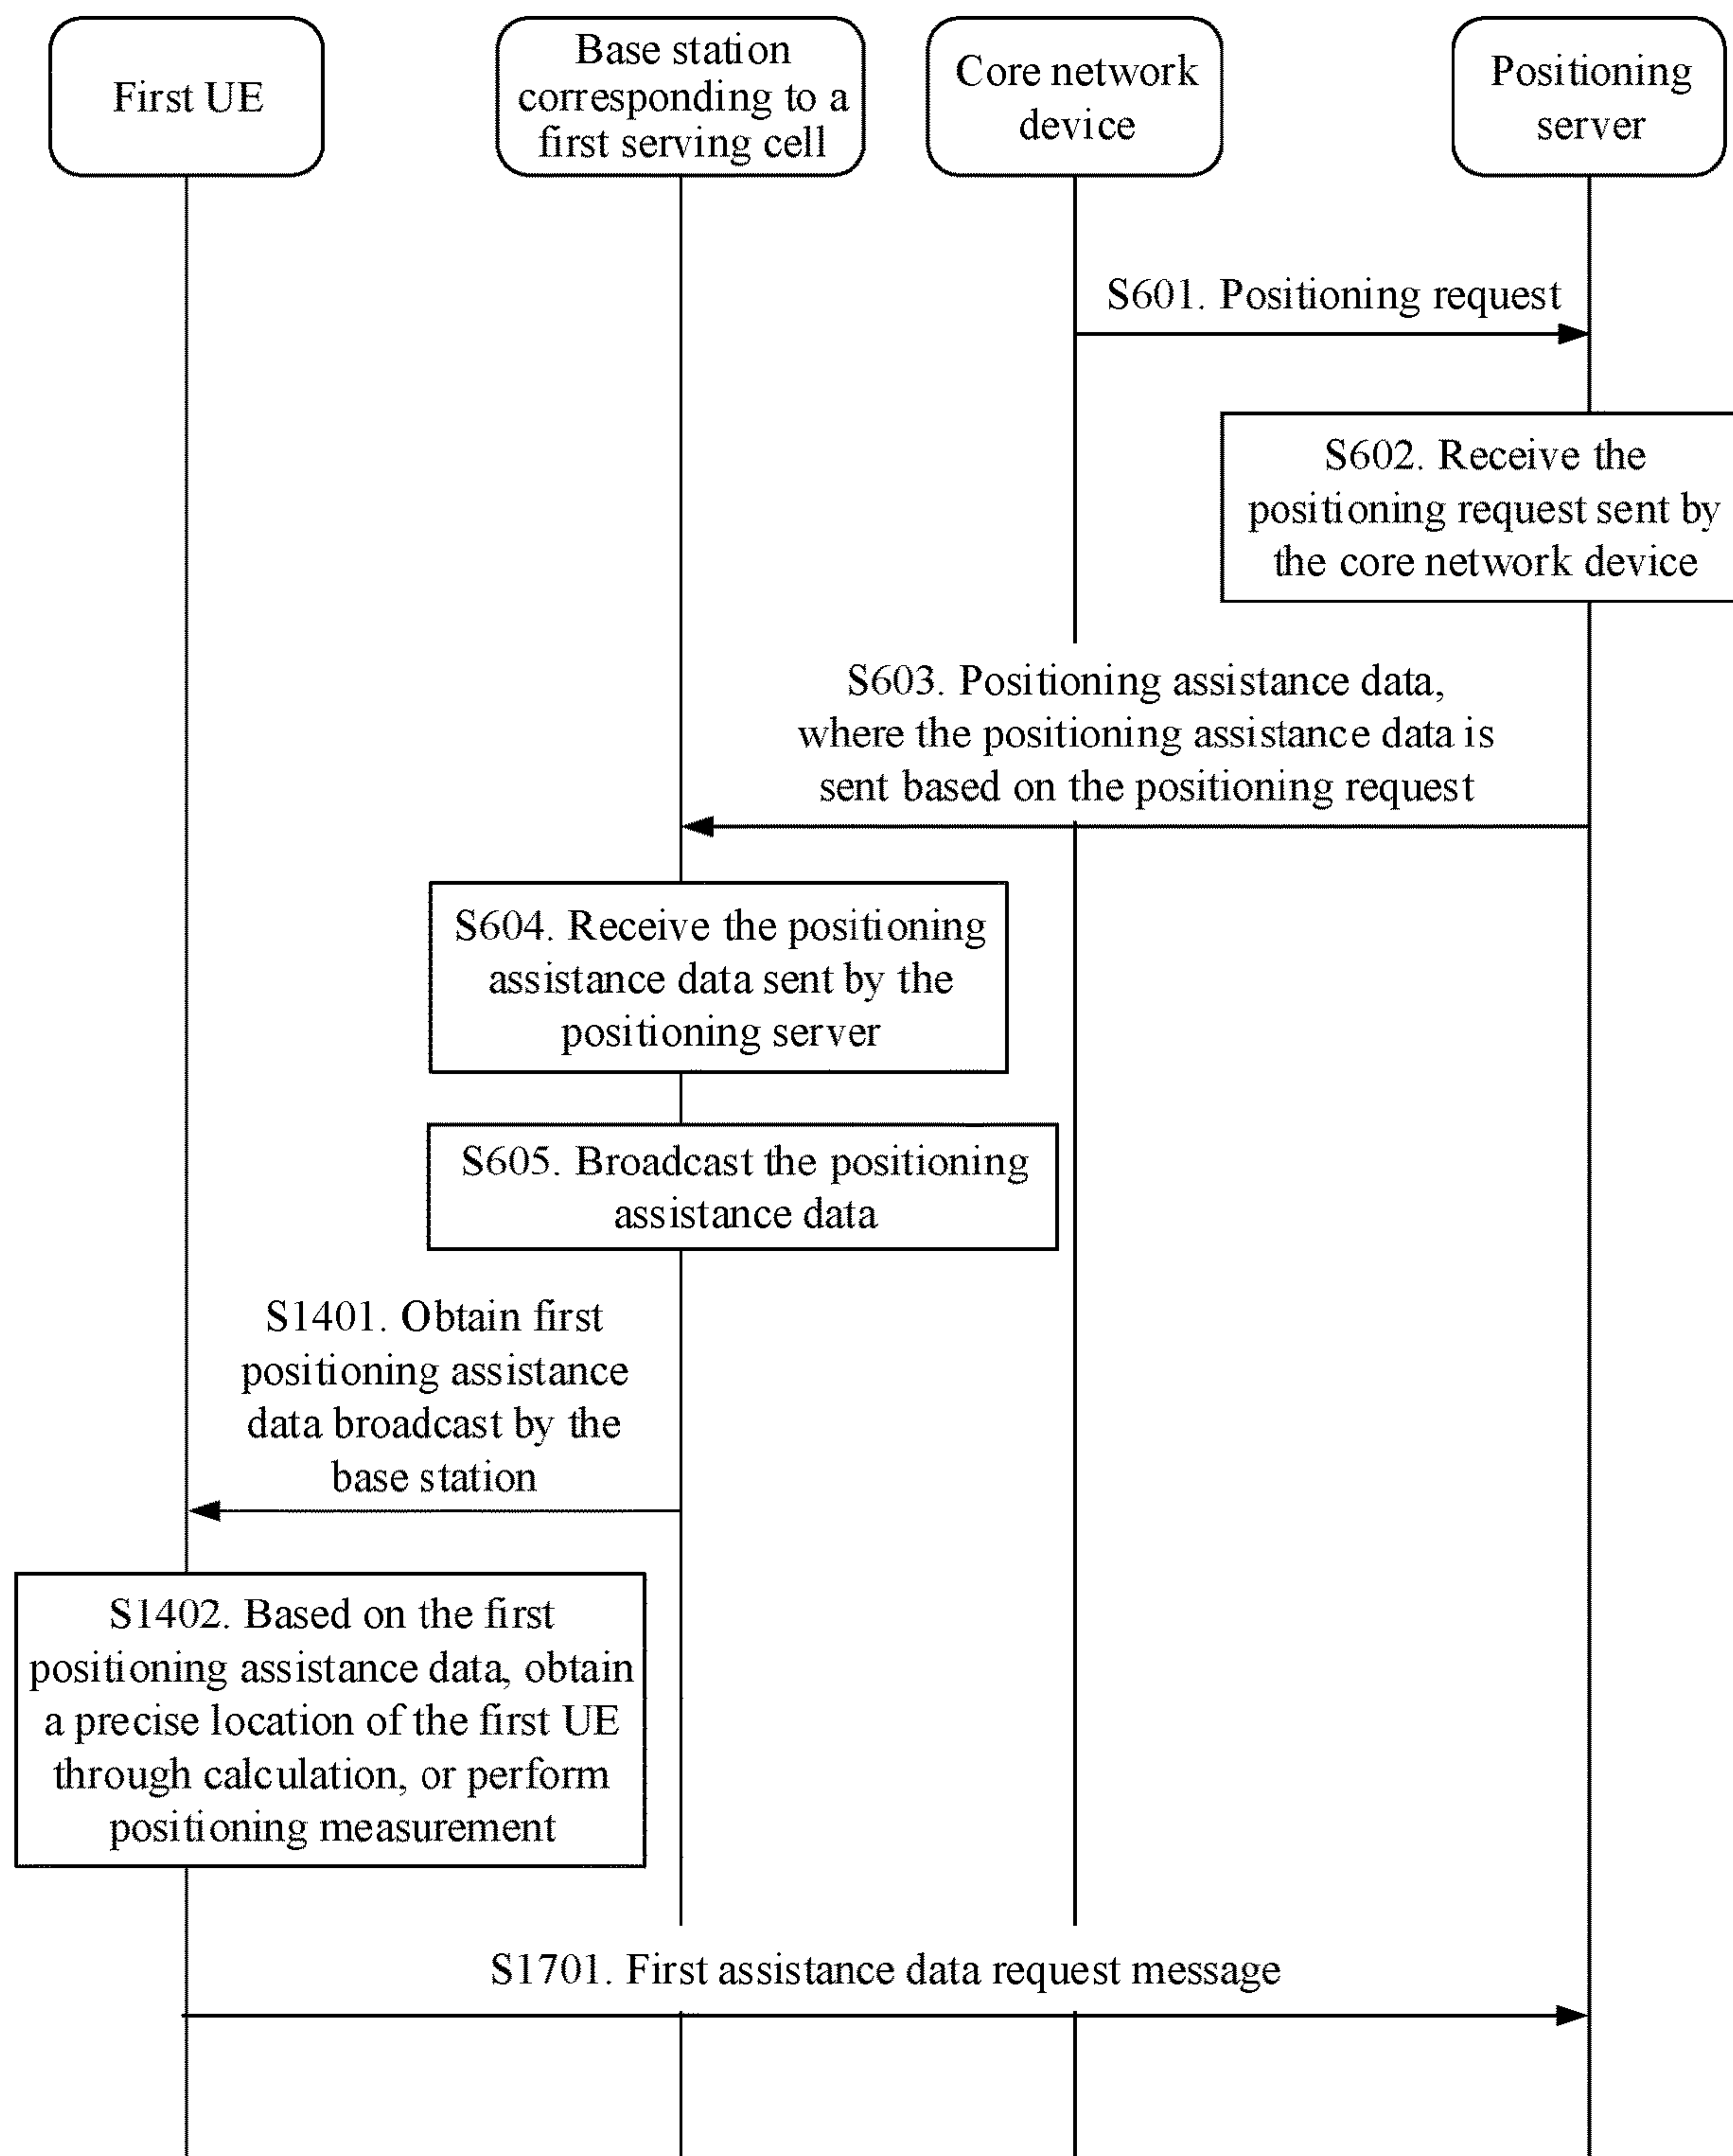 First UE
Base station
corresponding to a
first serving cell
Core network
device
Positioning
server
S601. Positioning request
S602. Receive the
positioning request sent by
the core network device
S603. Positioning assistance data,
where the positioning assistance data is
sent based on the positioning request
S604. Receive the positioning
assistance data sent by the
positioning server
S605. Broadcast the positioning
assistance data
S1401. Obtain first
positioning assistance
data broadcast by the
base station
S1402. Based on the first
positioning assistance data, obtain
a precise location of the first UE
through calculation, or perform
positioning measurement
S1701. First assistance data request message